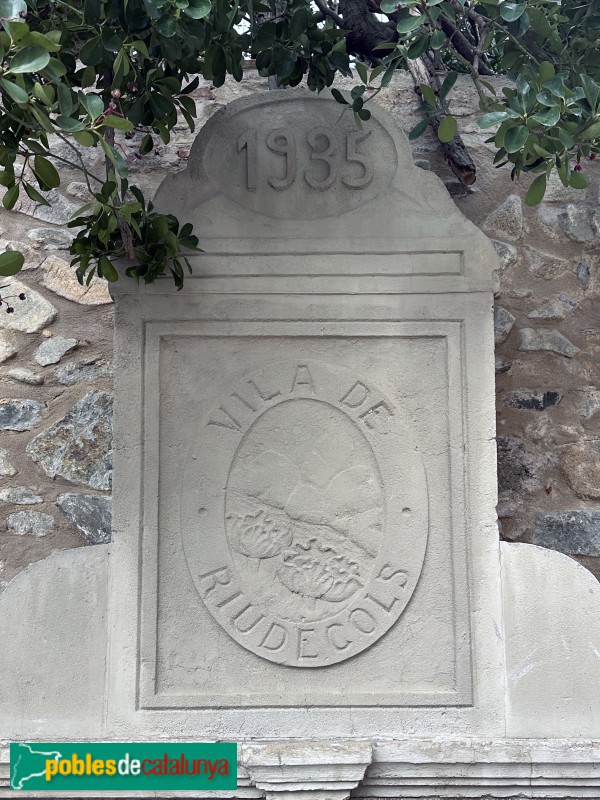 1935
VILA DE
RIUDECOLS
poblesdecatalunya